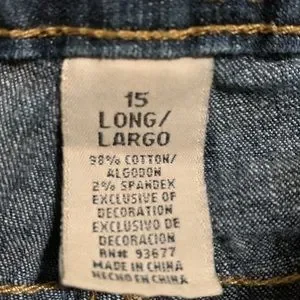 15
LONG/
LARGO
98% COTTON/
ALGODON
2% SPANDEX
EXCLUSIVE OF
DECORATION
EXCLUSIVO DE
DECORACION
RN# 93677
MADE IN CHINA
HECHO EN CHINA